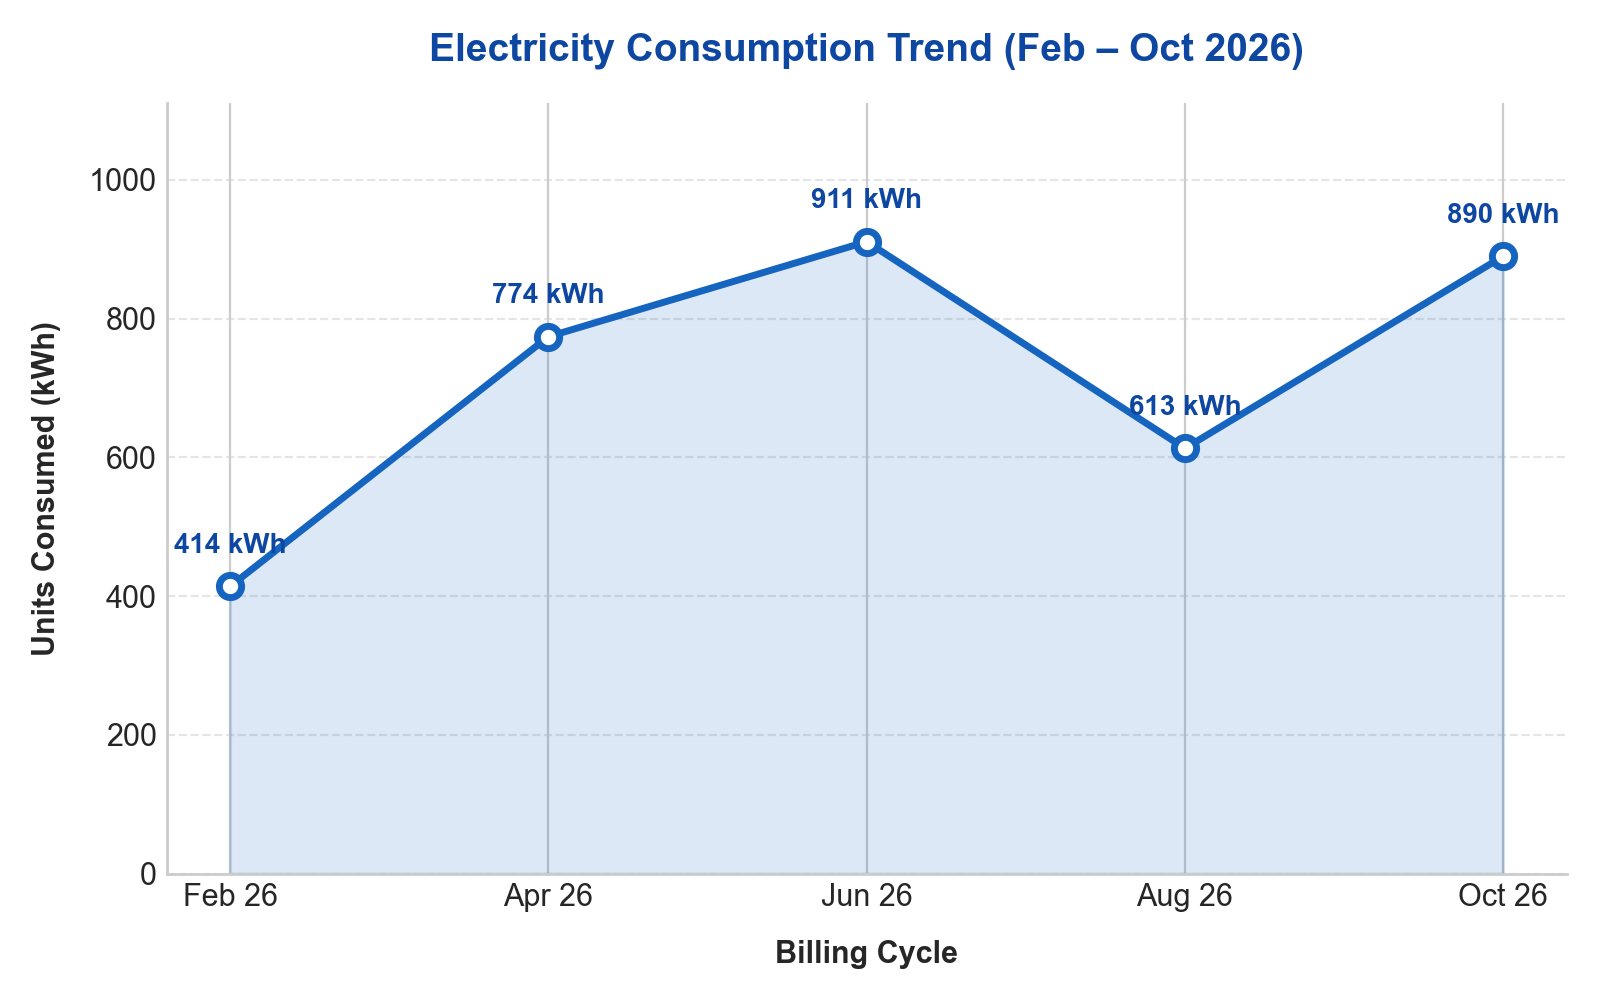 Electricity Consumption Trend (Feb – Oct 2026)
1000
911 kWh
890 kWh
774 kWh
800
613 kWh
600
414 kWh
400
200
0
Feb 26 Apr 26 Jun 26 Aug 26 Oct 26
Units Consumed (kWh)
Billing Cycle